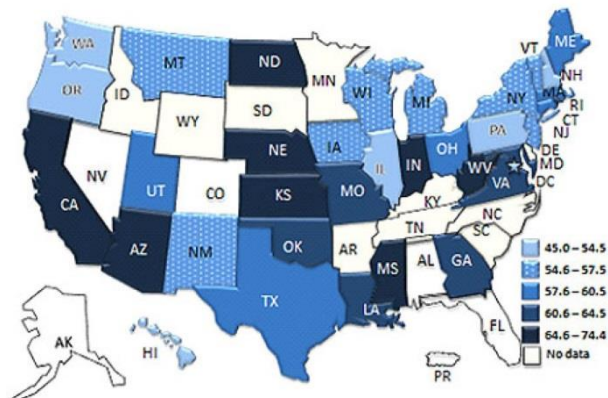 WA
MT
ND
MN
VT
ME
OR
ID
SD
WI
MI
NY
NH
MA
WY
RI
CT
IA
PA
NJ
NE
IL
IN
OH
DE
NV
UT
CO
MO
WV
VA
MD
DC
CA
KS
KY
NC
AZ
NM
OK
AR
TN
SC
MS
AL
GA
TX
LA
FL
AK
HI
PR
45.0 – 54.5
54.6 – 57.5
57.6 – 60.5
60.6 – 64.5
64.6 – 74.4
No data